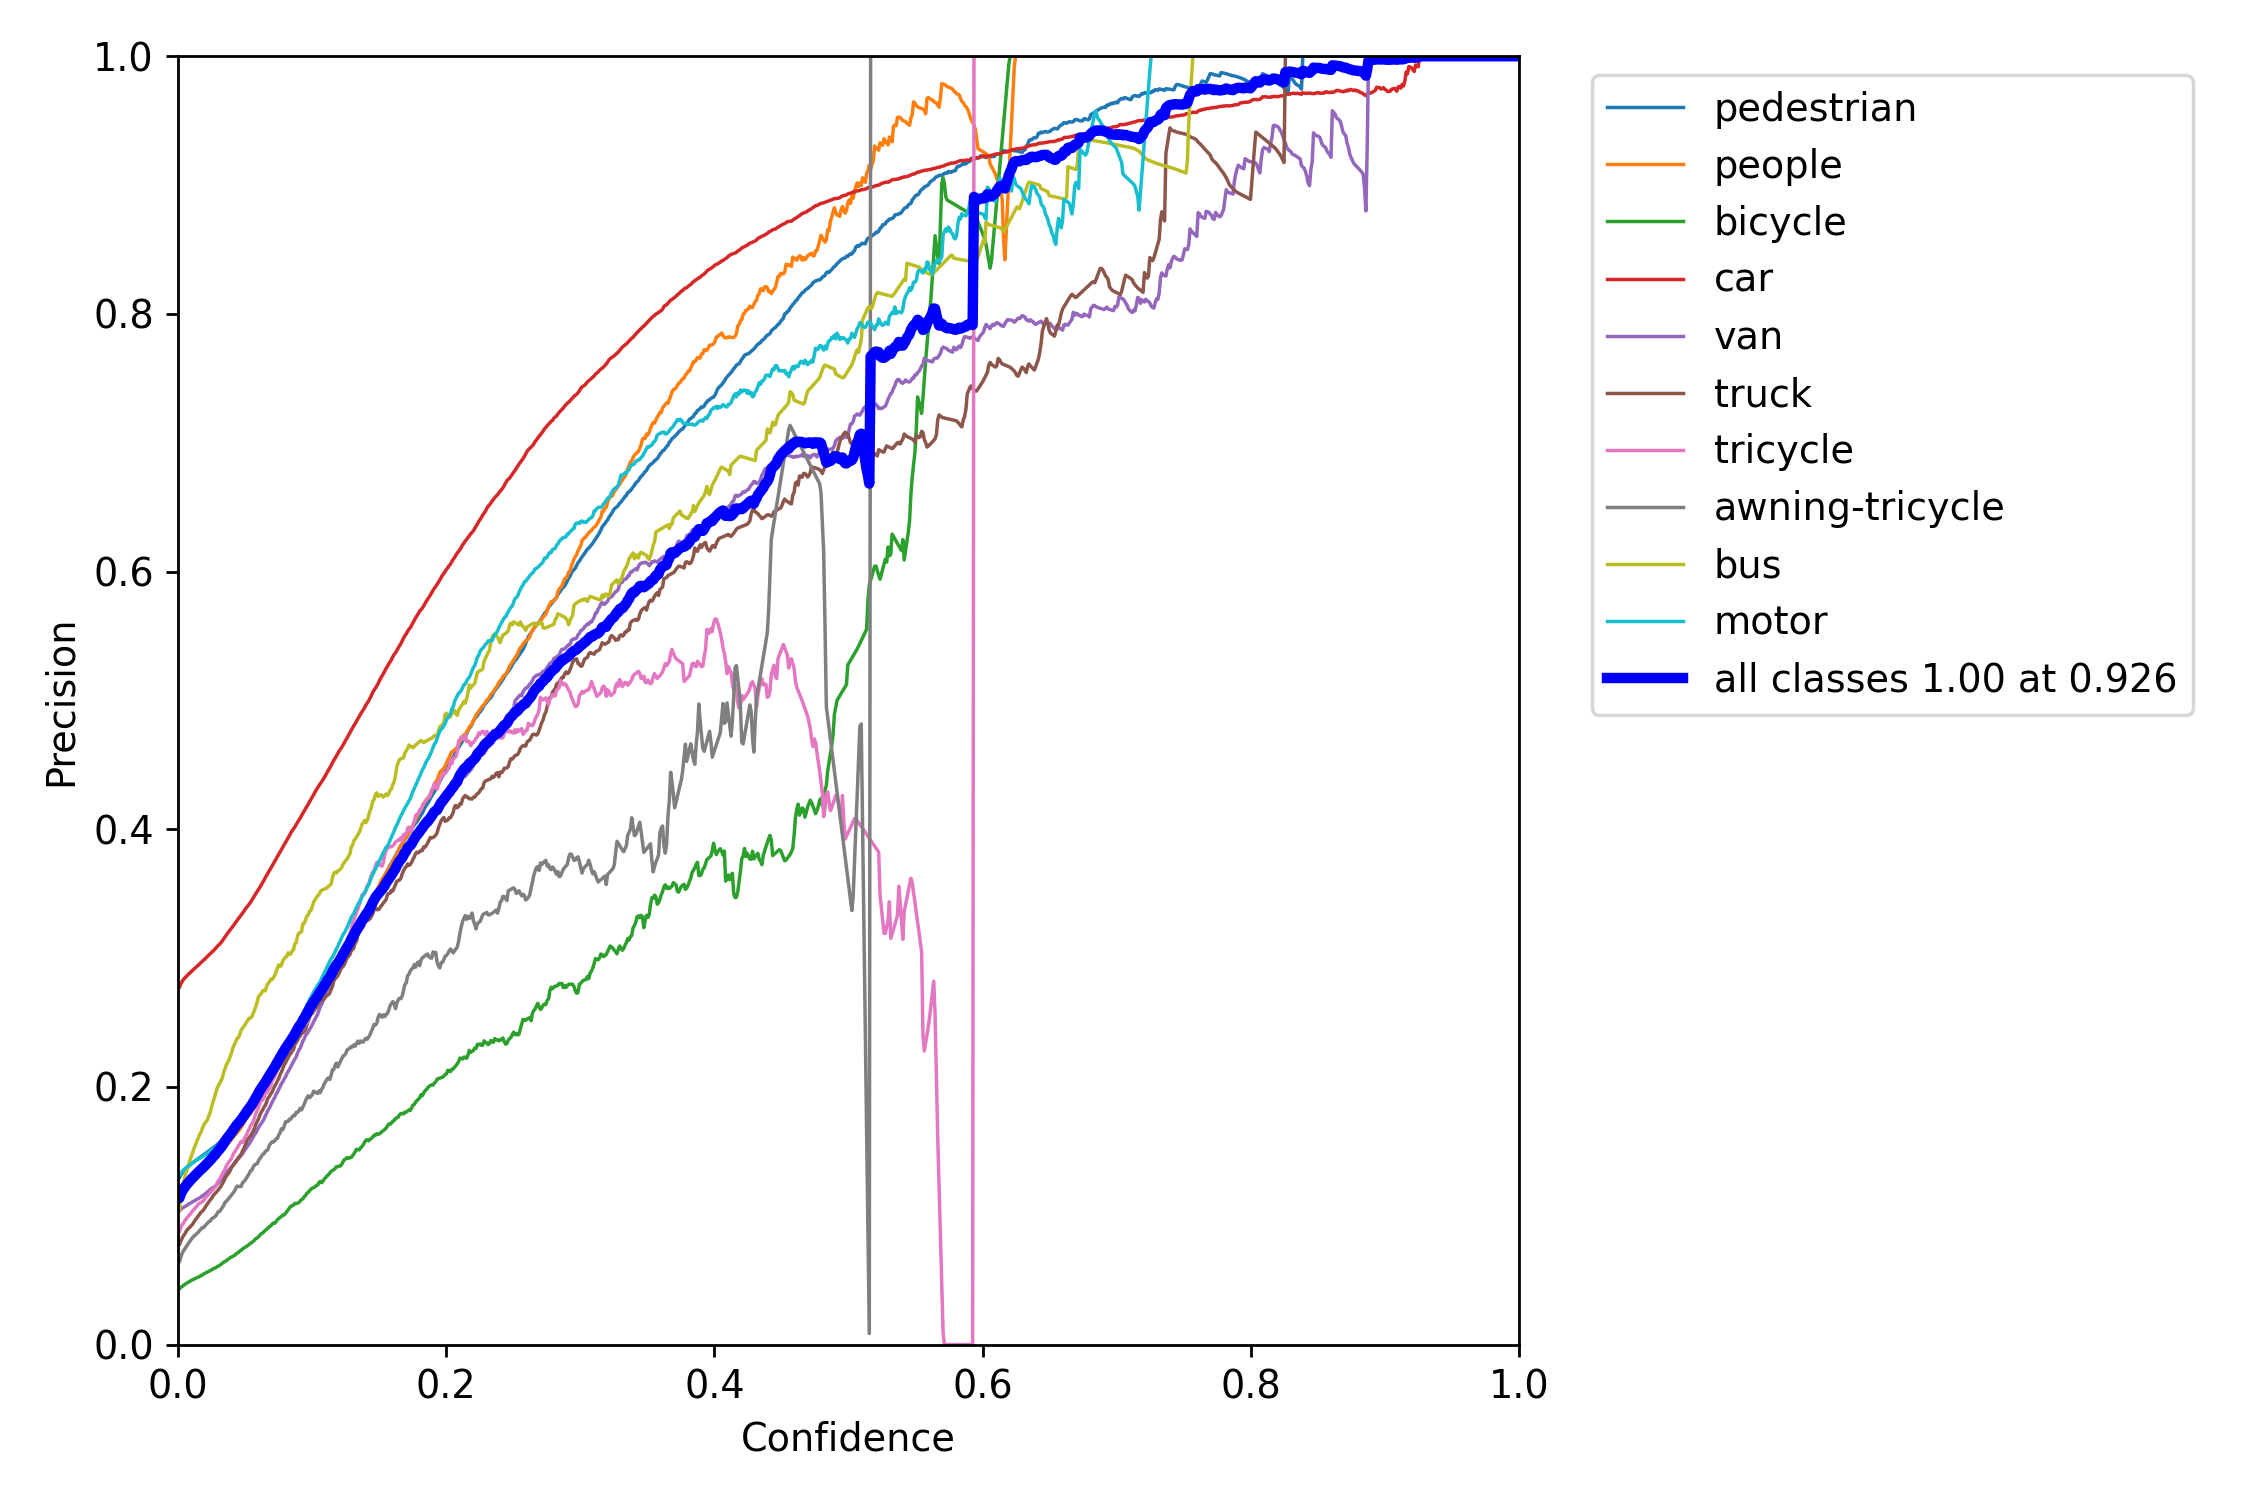 1.0
0.8
0.6
0.4
0.2
0.0
Precision
0.0 0.2 0.4 0.6 0.8 1.0
Confidence
pedestrian
people
bicycle
car
van
truck
tricycle
awning-tricycle
bus
motor
all classes 1.00 at 0.926